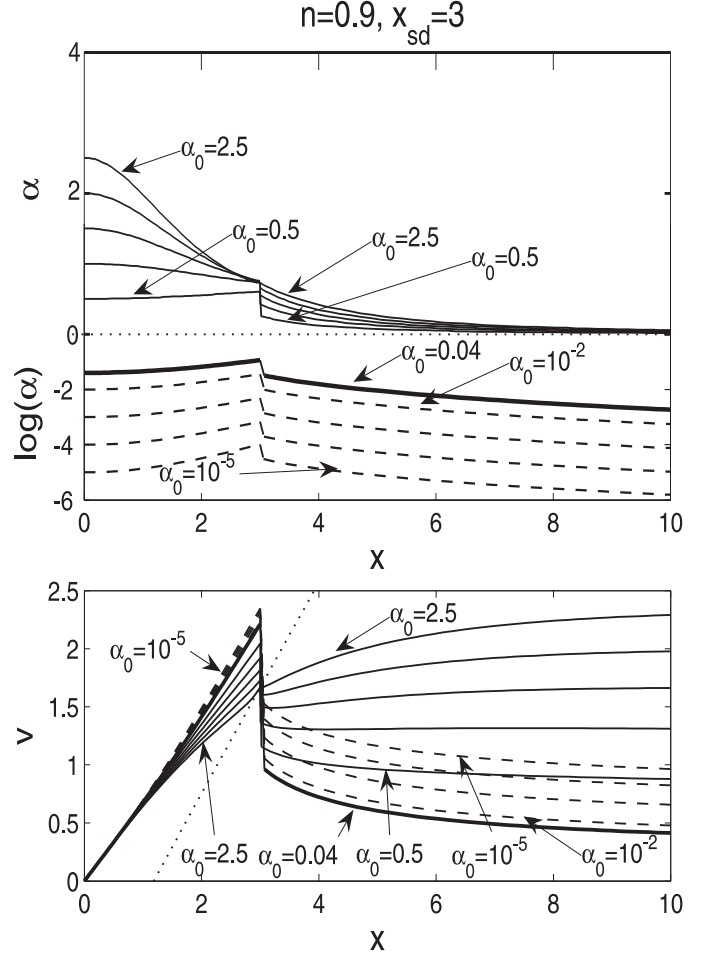 n=0.9, x_sd=3
4
α_0=2.5
α
2
α_0=0.5
α_0=2.5
α_0=0.5
0
α_0=0.04
α_0=10^-2
log(α)
-2
-4
α_0=10^-5
-6
0 2 4 6 8 10
x
2.5
α_0=2.5
α_0=10^-5
2
v
1.5
1
0.5
α_0=2.5 α_0=0.04 α_0=0.5 α_0=10^-5 α_0=10^-2
0
0 2 4 6 8 10
x